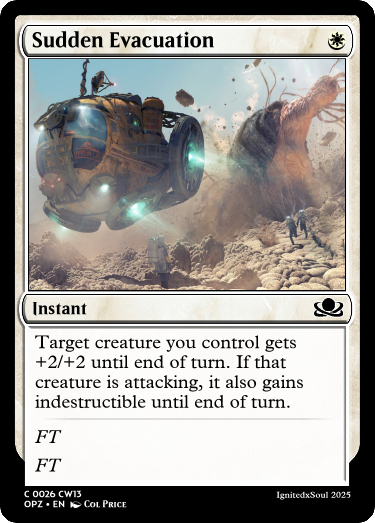 Sudden Evacuation
Instant
Target creature you control gets
+2/+2 until end of turn. If that
creature is attacking, it also gains
indestructible until end of turn.
FT
FT
C 0026 CW13
OPZ • EN Col Price
IgnitedxSoul 2025